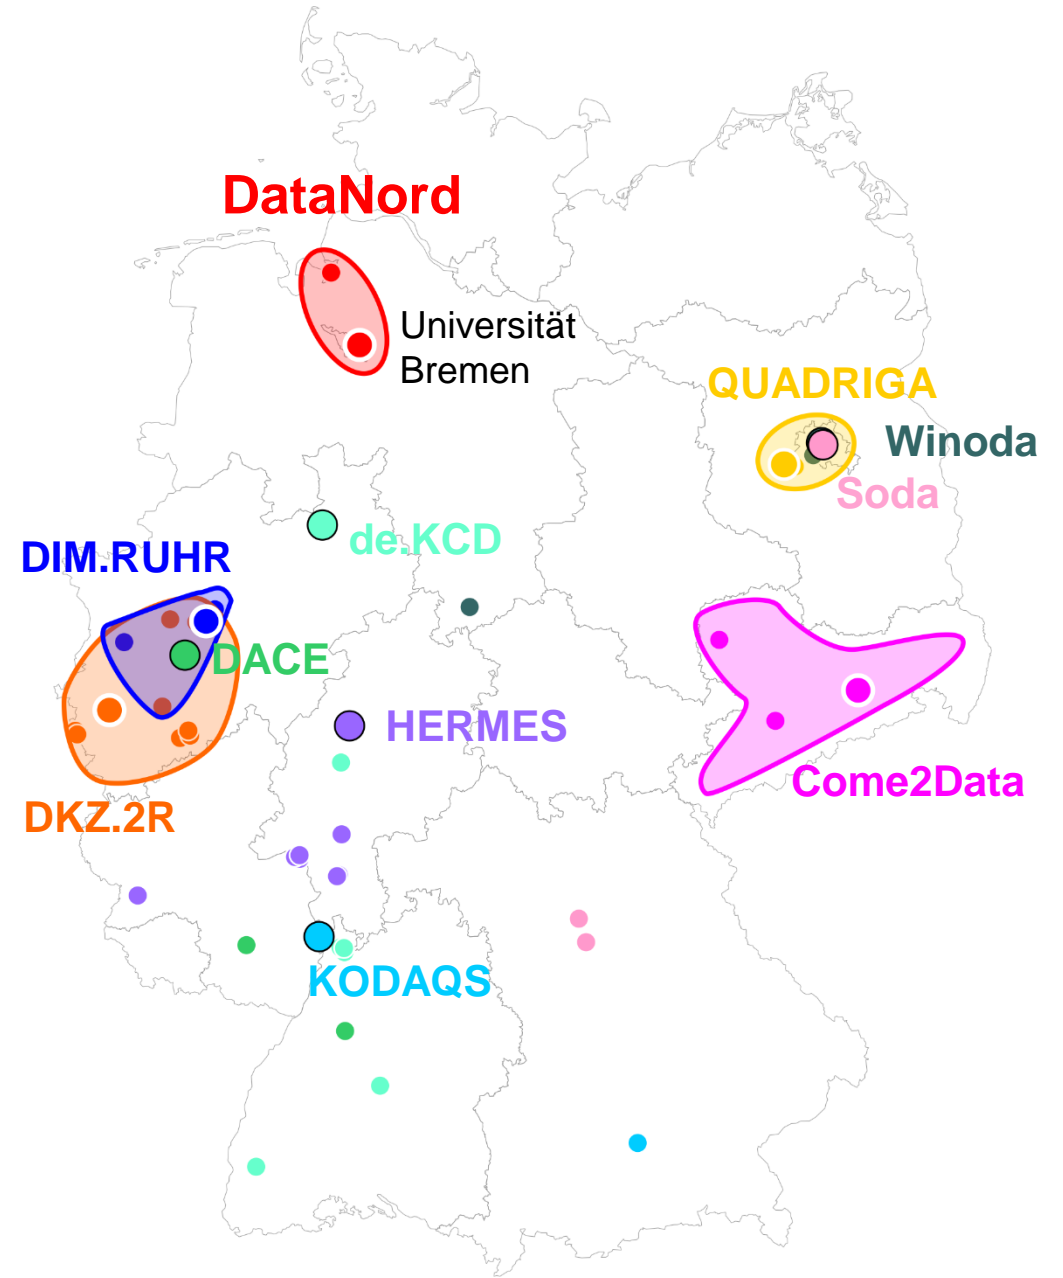 DataNord
Universität
Bremen
QUADRIGA
Winoda
Soda
de.KCD
DIM.RUHR
DACE
HERMES
Come2Data
DKZ.2R
KODAQS